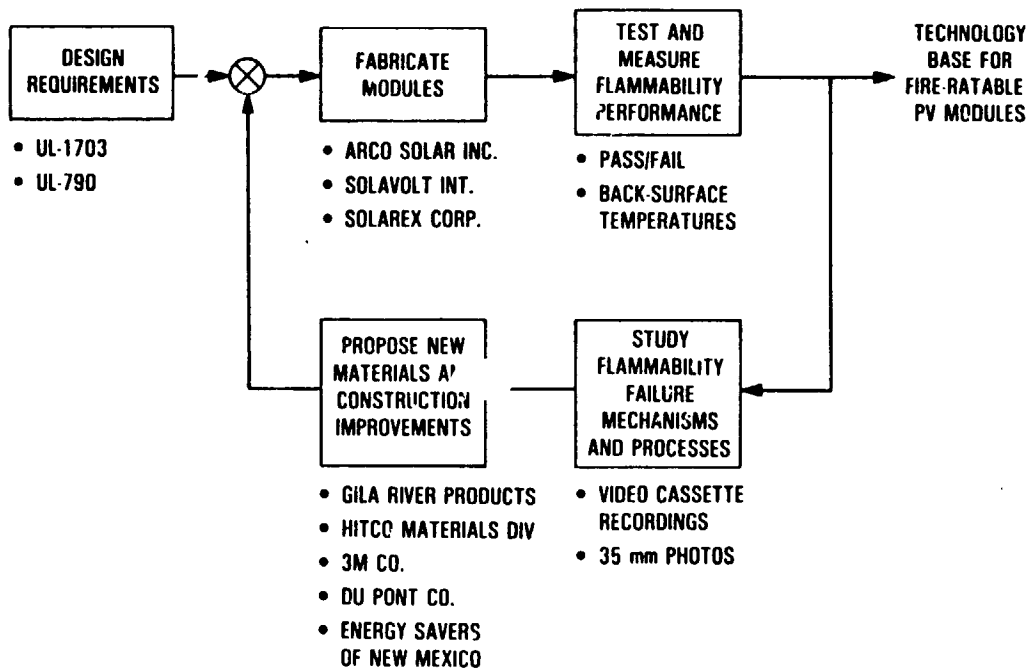 DESIGN
REQUIREMENTS
• UL-1703
• UL-790
FABRICATE
MODULES
• ARCO SOLAR INC.
• SOLAVOLT INT.
• SOLAREX CORP.
TEST AND
MEASURE
FLAMMABILITY
PERFORMANCE
• PASS/FAIL
• BACK-SURFACE
TEMPERATURES
TECHNOLOGY
BASE FOR
FIRE-RATABLE
PV MODULES
PROPOSE NEW
MATERIALS
CONSTRUCTION
IMPROVEMENTS
• GILA RIVER PRODUCTS
• HITCO MATERIALS DIV
• 3M CO.
• DU PONT CO.
• ENERGY SAVERS
OF NEW MEXICO
STUDY
FLAMMABILITY
FAILURE
MECHANISMS
AND PROCESSES
• VIDEO CASSETTE
RECORDINGS
• 35 mm PHOTOS